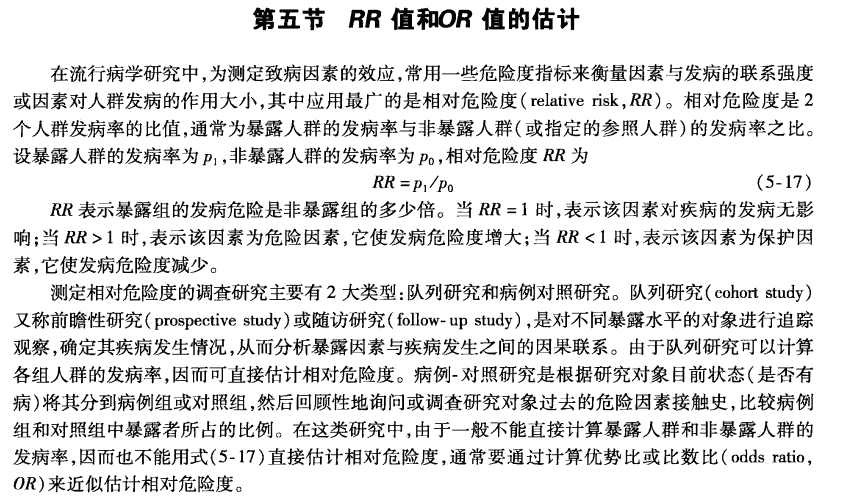 第五节 RR 值和OR 值的估计
在流行病学研究中,为测定致病因素的效应,常用一些危险度指标来衡量因素与发病的联系强度
或因素对人群发病的作用大小,其中应用最广的是相对危险度(relative risk,RR)。相对危险度是 2
个人群发病率的比值,通常为暴露人群的发病率与非暴露人群(或指定的参照人群)的发病率之比。
设暴露人群的发病率为 p₁,非暴露人群的发病率为 p₀,相对危险度 RR 为
RR = p₁/p₀ (5-17)
RR 表示暴露组的发病危险是非暴露组的多少倍。当 RR = 1 时,表示该因素对疾病的发病无影
响;当 RR > 1 时,表示该因素为危险因素,它使发病危险度增大;当 RR < 1 时,表示该因素为保护因
素,它使发病危险度减少。
测定相对危险度的调查研究主要有 2 大类型:队列研究和病例对照研究。队列研究(cohort study)
又称前瞻性研究(prospective study)或随访研究(follow-up study),是对不同暴露水平的对象进行追踪
观察,确定其疾病发生情况,从而分析暴露因素与疾病发生之间的因果联系。由于队列研究可以计算
各组人群的发病率,因而可直接估计相对危险度。病例-对照研究是根据研究对象目前状态(是否有
病)将其分到病例组或对照组,然后回顾性地询问或调查研究对象过去的危险因素接触史,比较病例
组和对照组中暴露者所占的比例。在这类研究中,由于一般不能直接计算暴露人群和非暴露人群的
发病率,因而也不能用式(5-17)直接估计相对危险度,通常要通过计算优势比或比数比(odds ratio,
OR)来近似估计相对危险度。